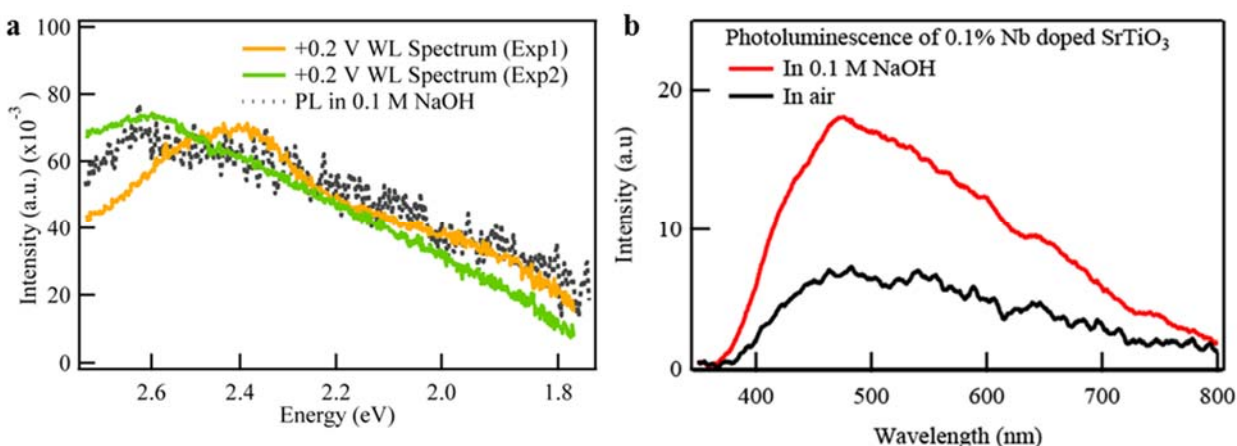 a
100
80
60
40
20
0
Intensity (a.u.) (x10⁻³)
+0.2 V WL Spectrum (Exp1)
+0.2 V WL Spectrum (Exp2)
PL in 0.1 M NaOH
2.6 2.4 2.2 2.0 1.8
Energy (eV)
b
20
10
0
Intensity (a.u)
Photoluminescence of 0.1% Nb doped SrTiO₃
In 0.1 M NaOH
In air
400 500 600 700 800
Wavelength (nm)